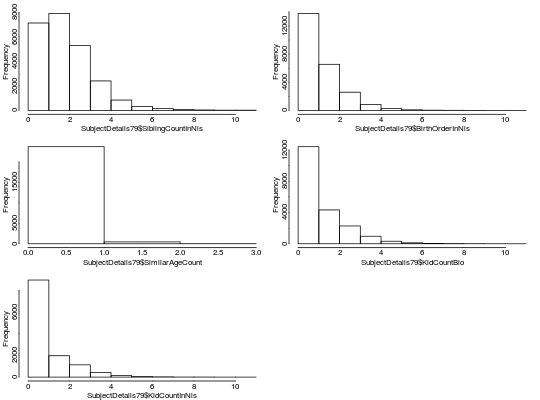 Frequency
0 2000 4000 6000 8000
0 2 4 6 8 10
SubjectDetails79$SiblingCountInNls
Frequency
0 4000 8000 12000
0 2 4 6 8 10
SubjectDetails79$BirthOrderInNls
Frequency
0 5000 15000
0.0 0.5 1.0 1.5 2.0 2.5 3.0
SubjectDetails79$SimilarAgeCount
Frequency
0 4000 8000 12000
0 2 4 6 8 10
SubjectDetails79$KidCountBio
Frequency
0 2000 6000
0 2 4 6 8 10
SubjectDetails79$KidCountInNls